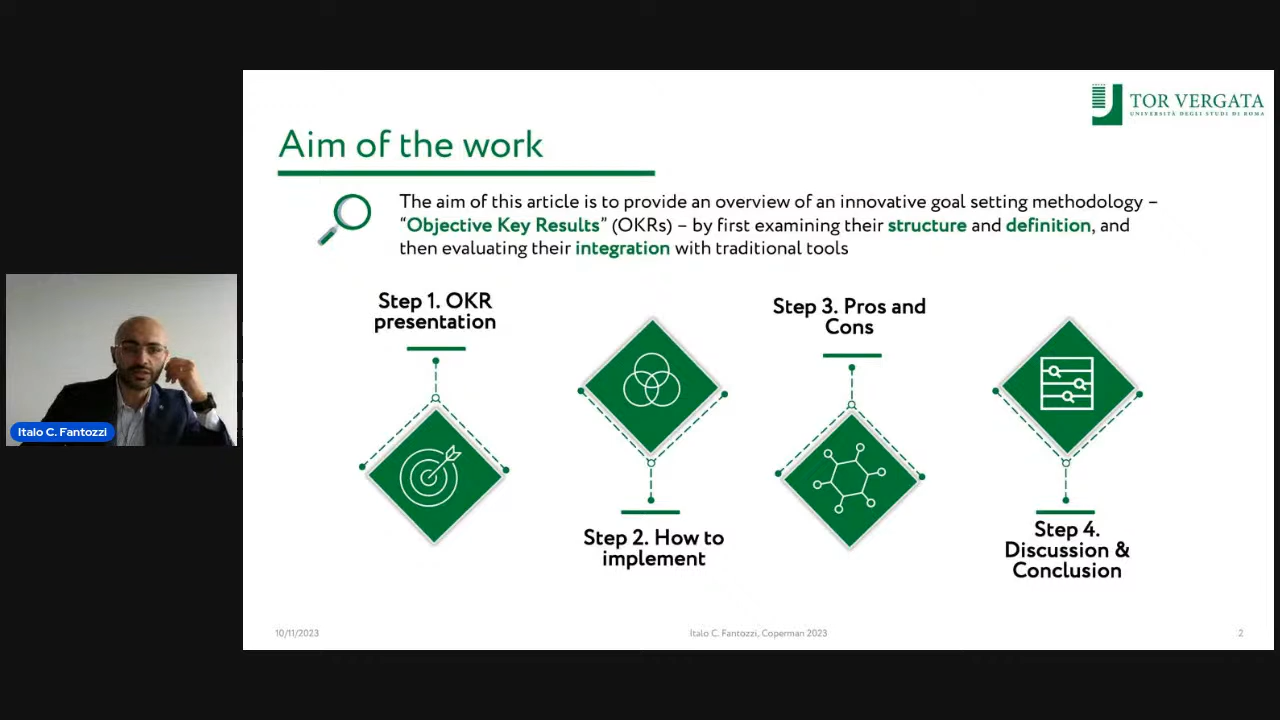 TOR VERGATA
UNIVERSITÀ DEGLI STUDI DI ROMA
Aim of the work
The aim of this article is to provide an overview of an innovative goal setting methodology –
“Objective Key Results” (OKRs) – by first examining their structure and definition, and
then evaluating their integration with traditional tools
Step 1. OKR
presentation
Step 2. How to
implement
Step 3. Pros and
Cons
Step 4.
Discussion &
Conclusion
Italo C. Fantozzi
10/11/2023
Italo C. Fantozzi, Coperman 2023
2